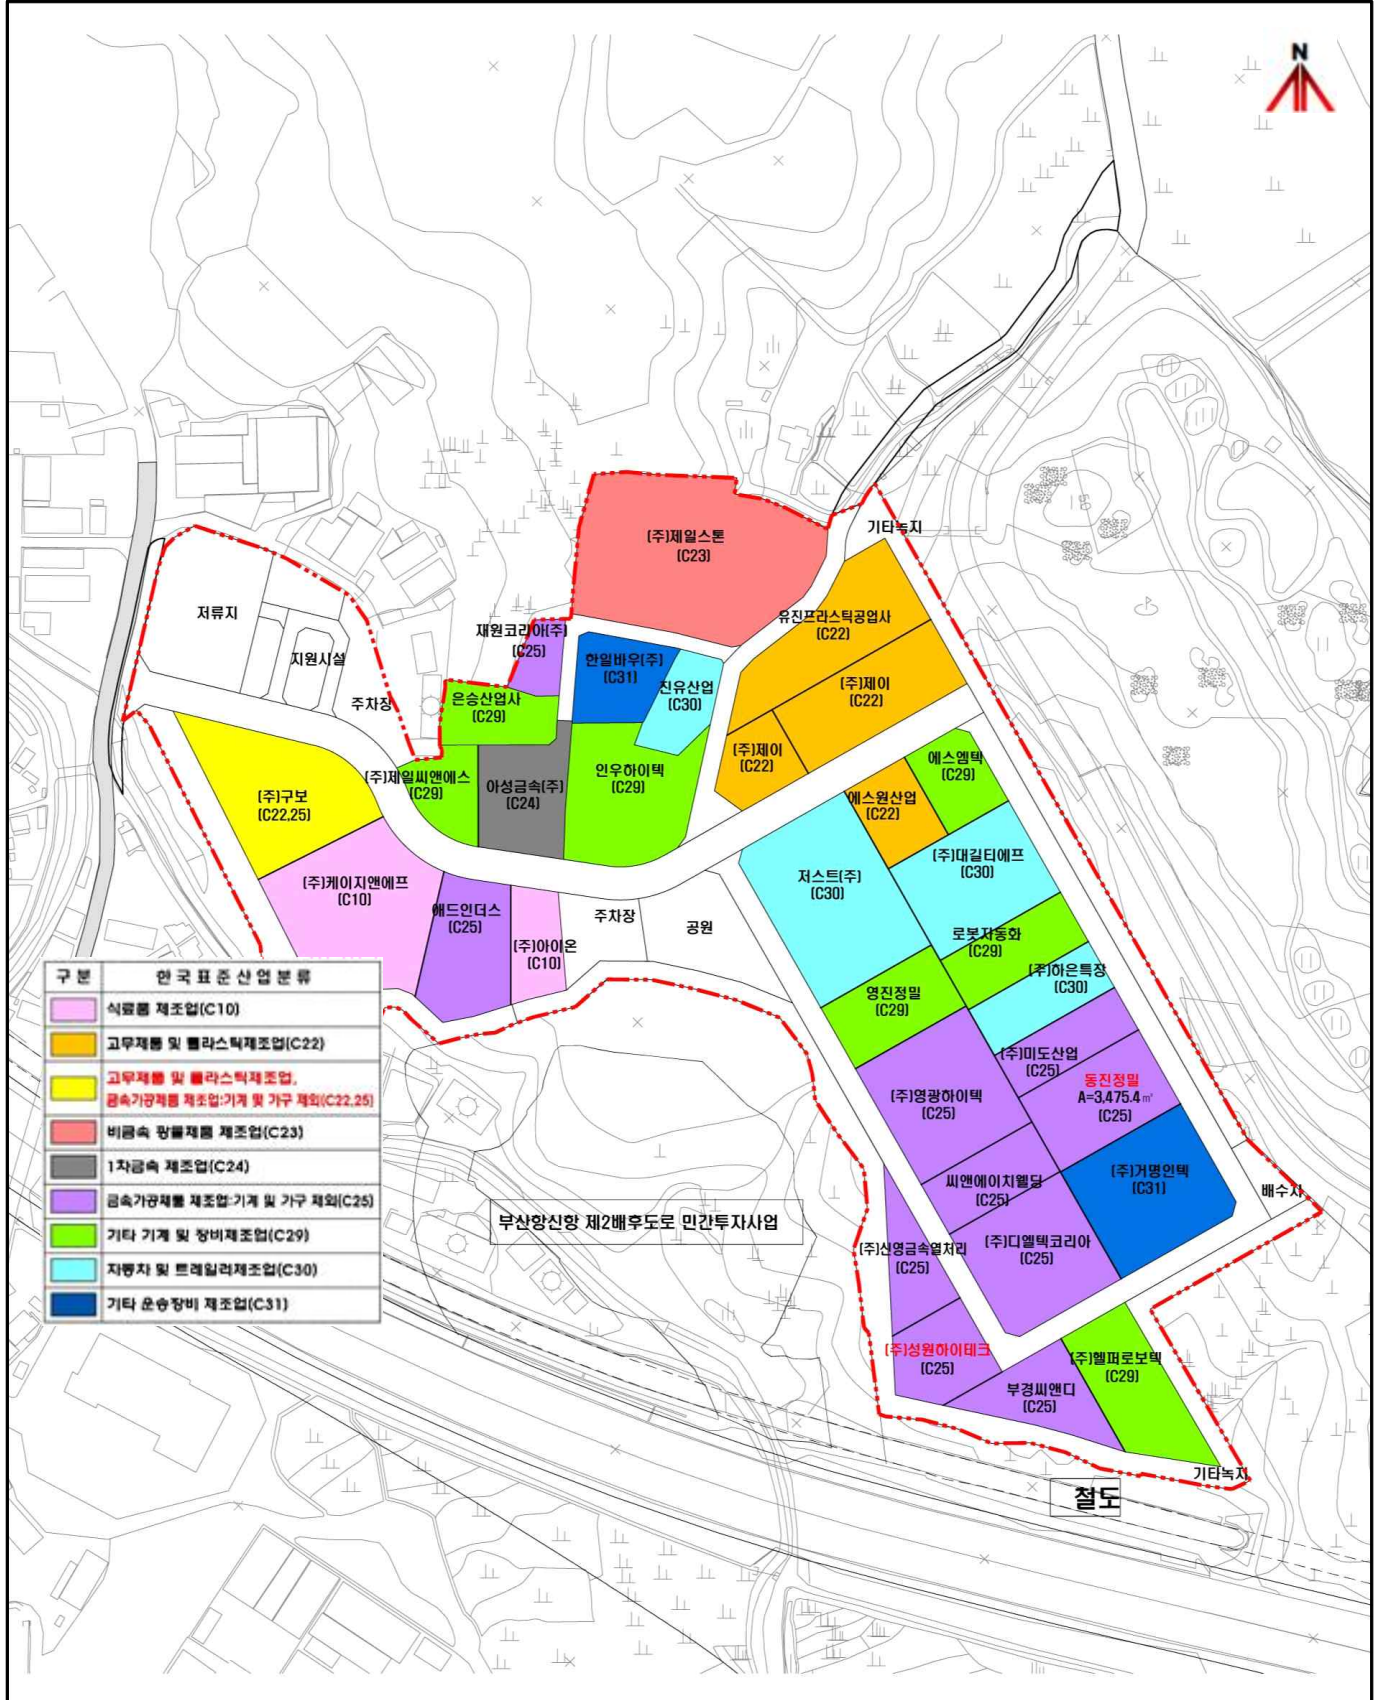 N
기타녹지
(주)제일스톤
(C23)
저류지
지원시설
주차장
재원코리아(주)
(C25)
유진프라스틱공업사
(C22)
한일바우(주)
(C31)
진유산업
(C30)
은승산업사
(C29)
(주)제이
(C22)
(주)제이
(C22)
에스엠텍
(C29)
(주)구보
(C22,25)
(주)제일씨앤에스
(C29)
아성금속(주)
(C24)
인우하이텍
(C29)
에스원산업
(C22)
(주)대길티에프
(C30)
저스트(주)
(C30)
(주)케이지앤에프
(C10)
애드인더스
(C25)
(주)아이온
(C10)
주차장
공원
로봇자동화
(C29)
(주)하은특장
(C30)
영진정밀
(C29)
(주)미도산업
(C25)
동진정밀
A=3,475.4㎡
(C25)
(주)영광하이텍
(C25)
씨앤에이치웰딩
(C25)
(주)거명인텍
(C31)
배수지
(주)신영금속열처리
(C25)
(주)디엘텍코리아
(C25)
(주)성원하이테크
(C25)
부경씨앤디
(C25)
(주)헬퍼로보텍
(C29)
기타녹지
부산항신항 제2배후도로 민간투자사업
철도
구분 한국표준산업분류
식료품 제조업(C10)
고무제품 및 플라스틱제조업(C22)
고무제품 및 플라스틱제조업,
금속가공제품 제조업:기계 및 가구 제외(C22,25)
비금속 광물제품 제조업(C23)
1차금속 제조업(C24)
금속가공제품 제조업:기계 및 가구 제외(C25)
기타 기계 및 장비제조업(C29)
자동차 및 트레일러제조업(C30)
기타 운송장비 제조업(C31)